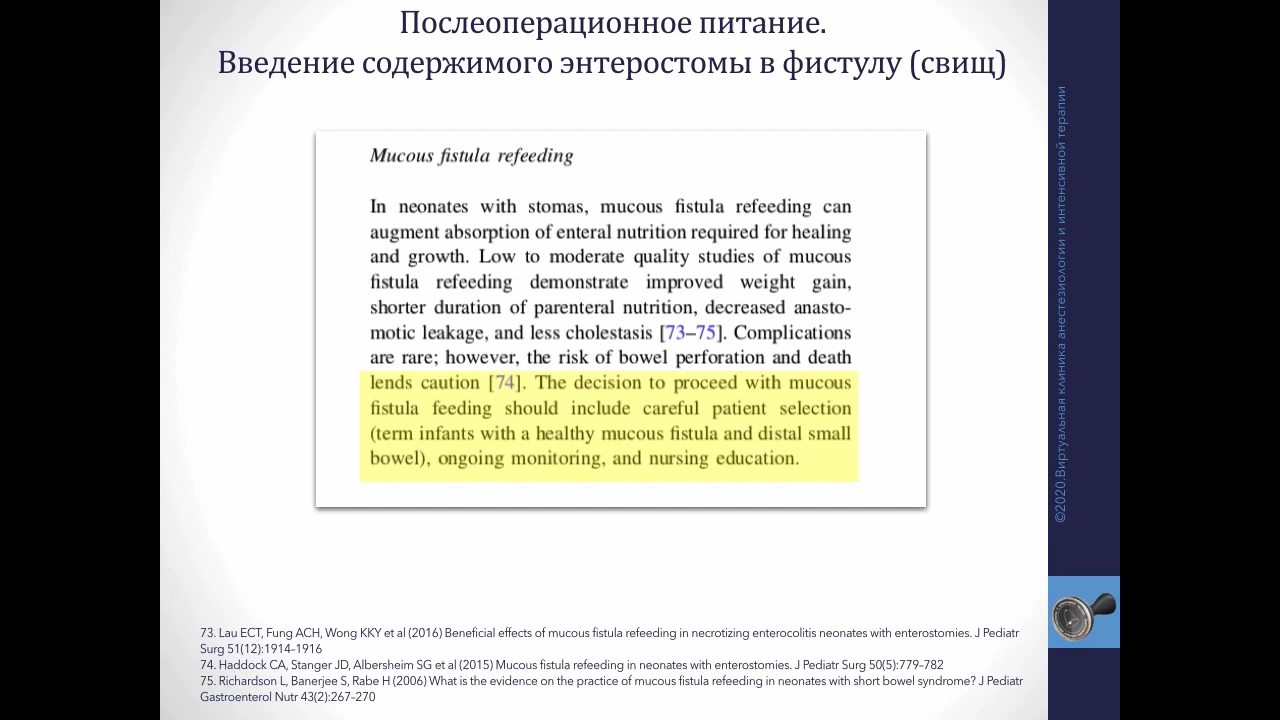 Послеоперационное питание.
Введение содержимого энтеростомы в фистулу (свищ)
Mucous fistula refeeding
In neonates with stomas, mucous fistula refeeding can
augment absorption of enteral nutrition required for healing
and growth. Low to moderate quality studies of mucous
fistula refeeding demonstrate improved weight gain,
shorter duration of parenteral nutrition, decreased anasto-
motic leakage, and less cholestasis [73–75]. Complications
are rare; however, the risk of bowel perforation and death
lends caution [74]. The decision to proceed with mucous
fistula feeding should include careful patient selection
(term infants with a healthy mucous fistula and distal small
bowel), ongoing monitoring, and nursing education.
73. Lau ECT, Fung ACH, Wong KKY et al (2016) Beneficial effects of mucous fistula refeeding in necrotizing enterocolitis neonates with enterostomies. J Pediatr
Surg 51(12):1914–1916
74. Haddock CA, Stanger JD, Albersheim SG et al (2015) Mucous fistula refeeding in neonates with enterostomies. J Pediatr Surg 50(5):779–782
75. Richardson L, Banerjee S, Rabe H (2006) What is the evidence on the practice of mucous fistula refeeding in neonates with short bowel syndrome? J Pediatr
Gastroenterol Nutr 43(2):267–270
©2020.Виртуальная клиника анестезиологии и интенсивной терапии